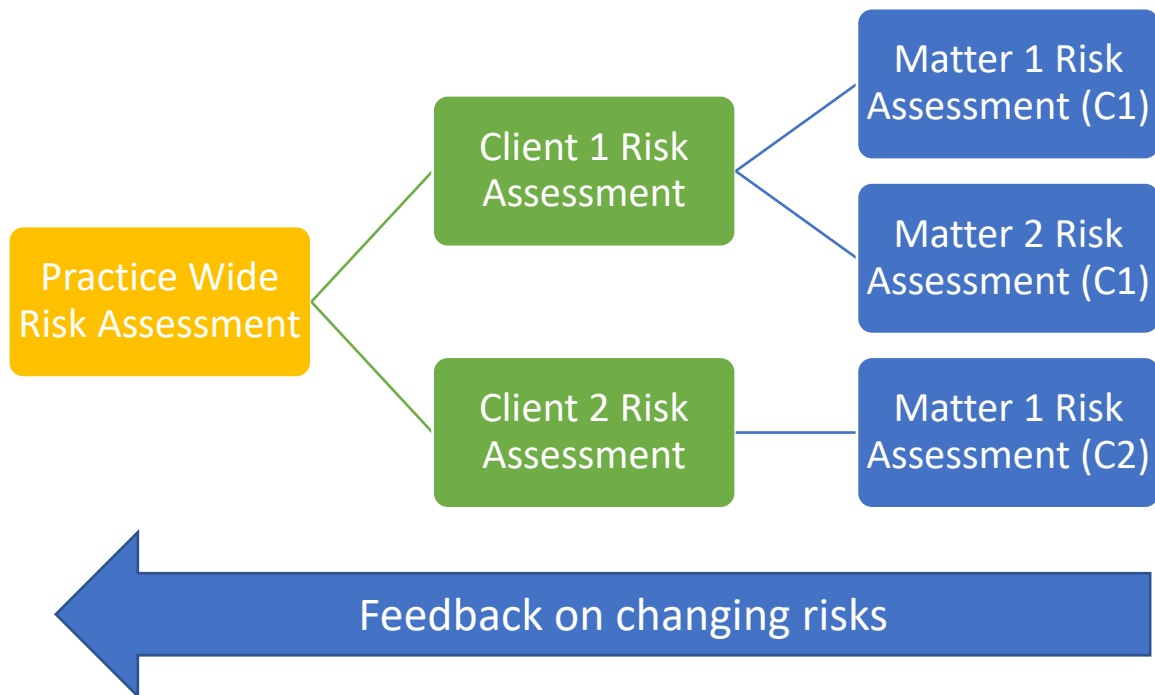 Practice Wide
Risk Assessment
Client 1 Risk
Assessment
Matter 1 Risk
Assessment (C1)
Matter 2 Risk
Assessment (C1)
Client 2 Risk
Assessment
Matter 1 Risk
Assessment (C2)
Feedback on changing risks